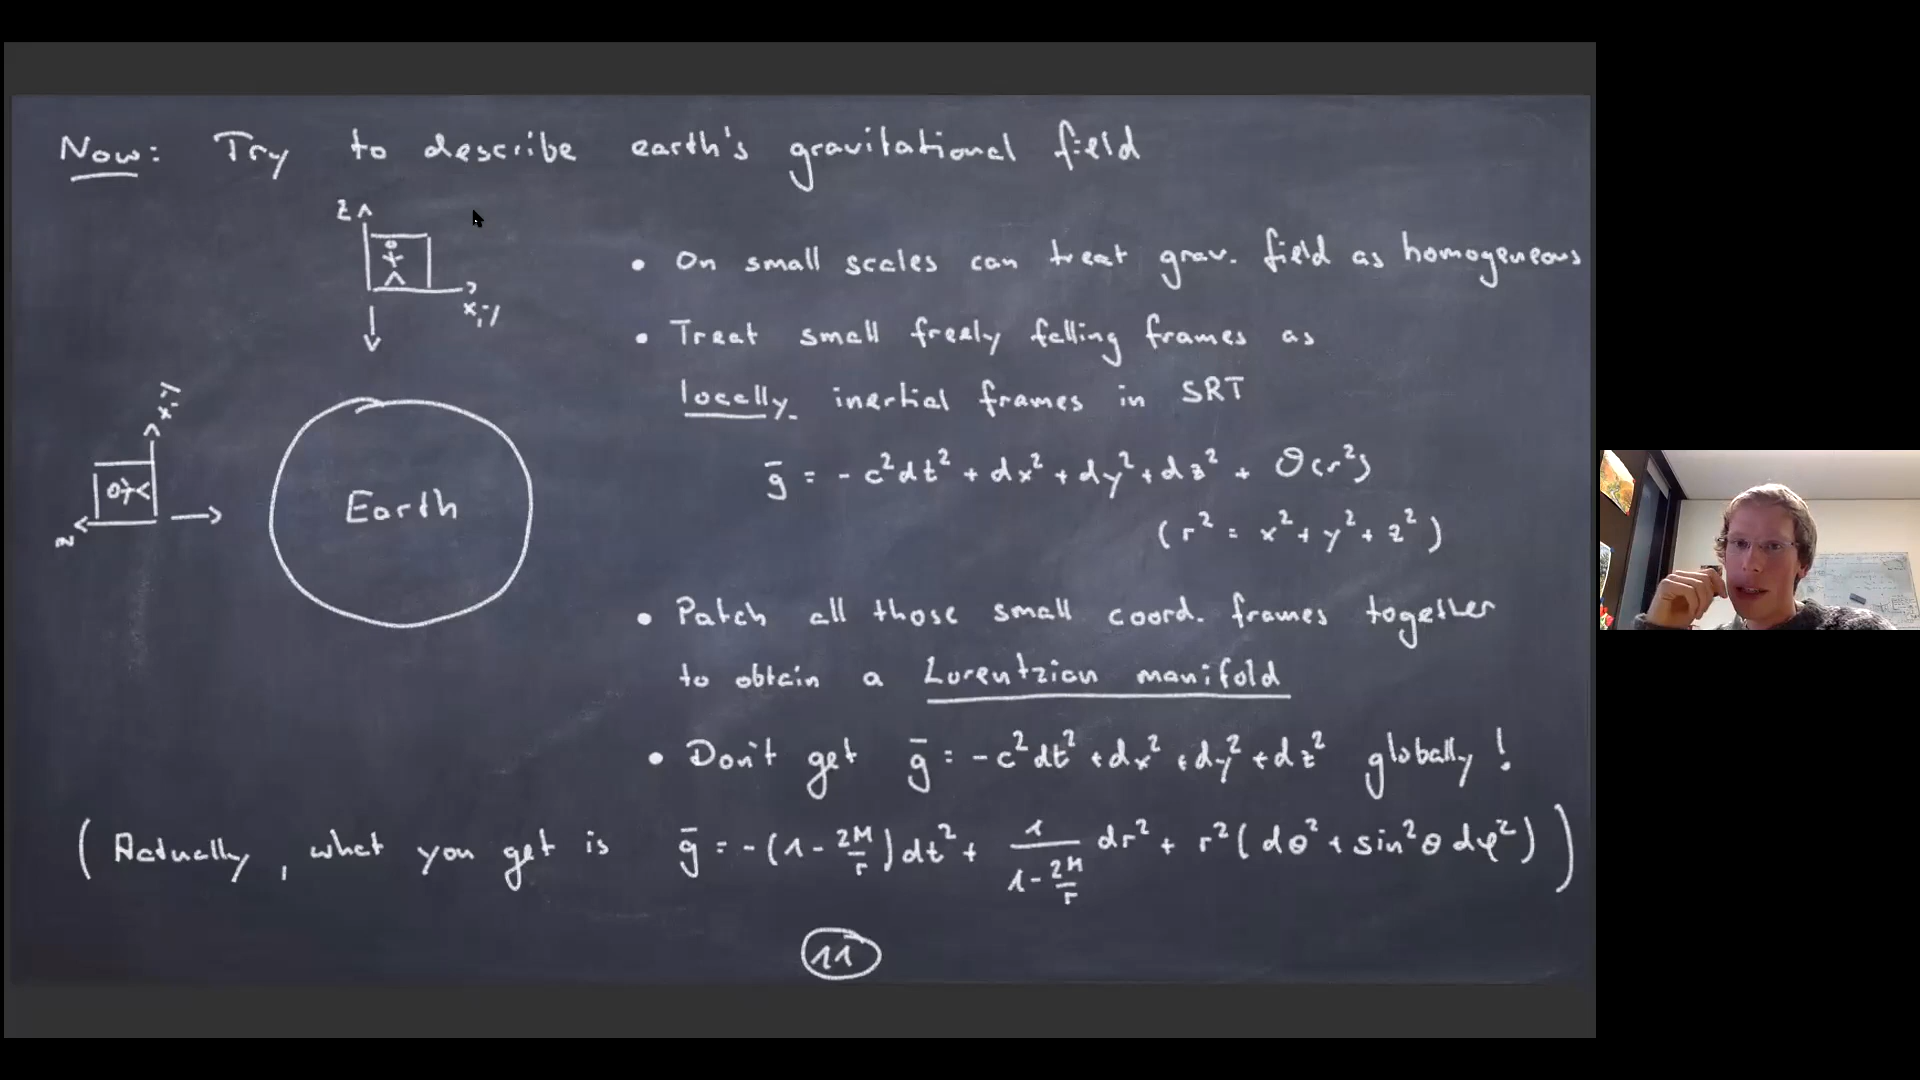 Now: Try to describe earth's gravitational field
z
x,y
• On small scales can treat grav. field as homogeneous
• Treat small freely falling frames as
locally inertial frames in SRT
x,y
z
Earth
ḡ = - c²dt² + dx² + dy² + dz² + O(r²)
(r² = x² + y² + z²)
• Patch all those small coord. frames together
to obtain a Lorentzian manifold
• Don't get ḡ = -c²dt² + dx² + dy² + dz² globally!
(Actually, what you get is ḡ = -(1 - 2M/r)dt² + 1/(1 - 2M/r) dr² + r²(dθ² + sin²θ dφ²))
11